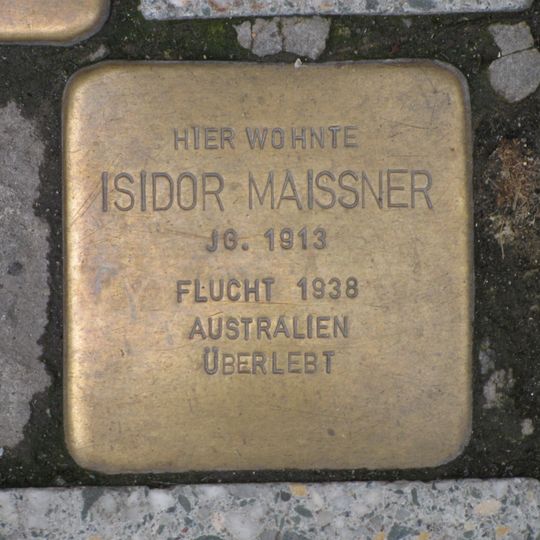 HIER WOHNTE
ISIDOR MAISSNER
JG. 1913
FLUCHT 1938
AUSTRALIEN
ÜBERLEBT